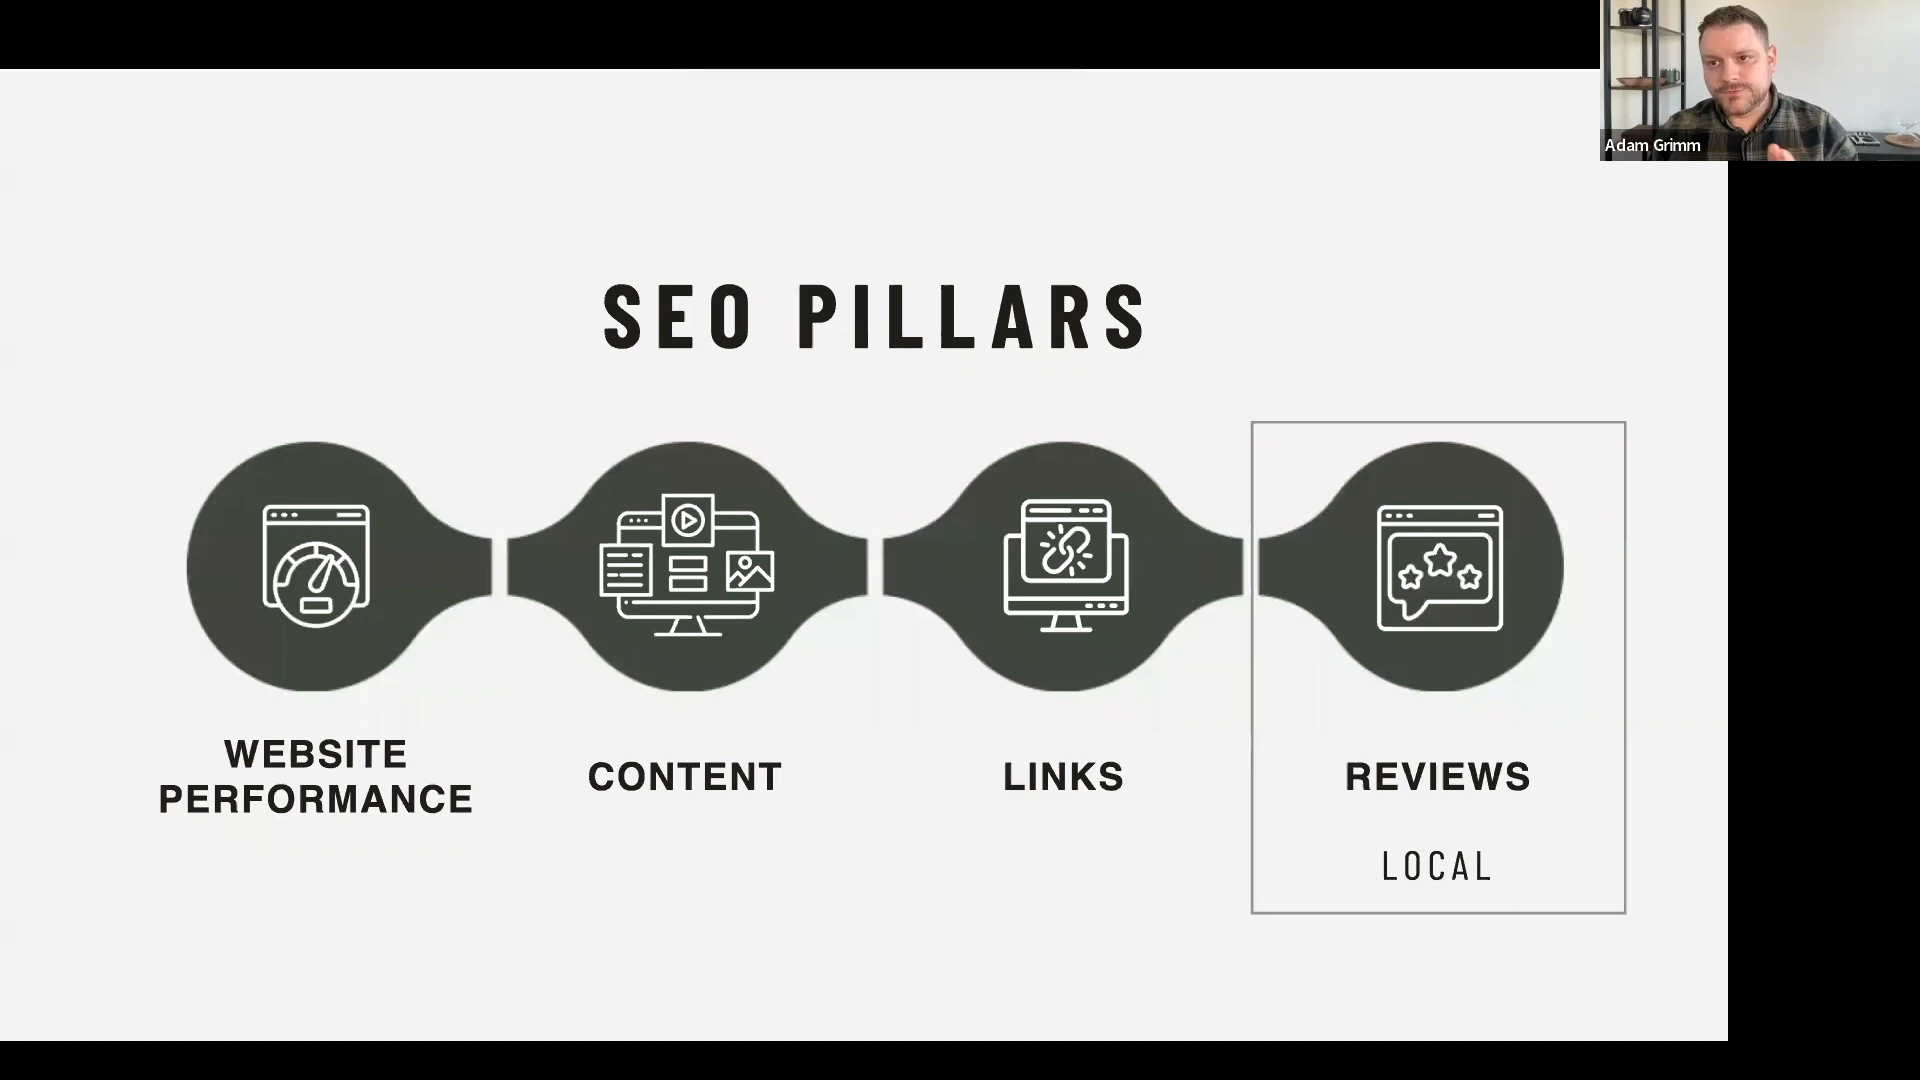 Adam Grimm
SEO PILLARS
WEBSITE
PERFORMANCE
CONTENT
LINKS
REVIEWS
LOCAL